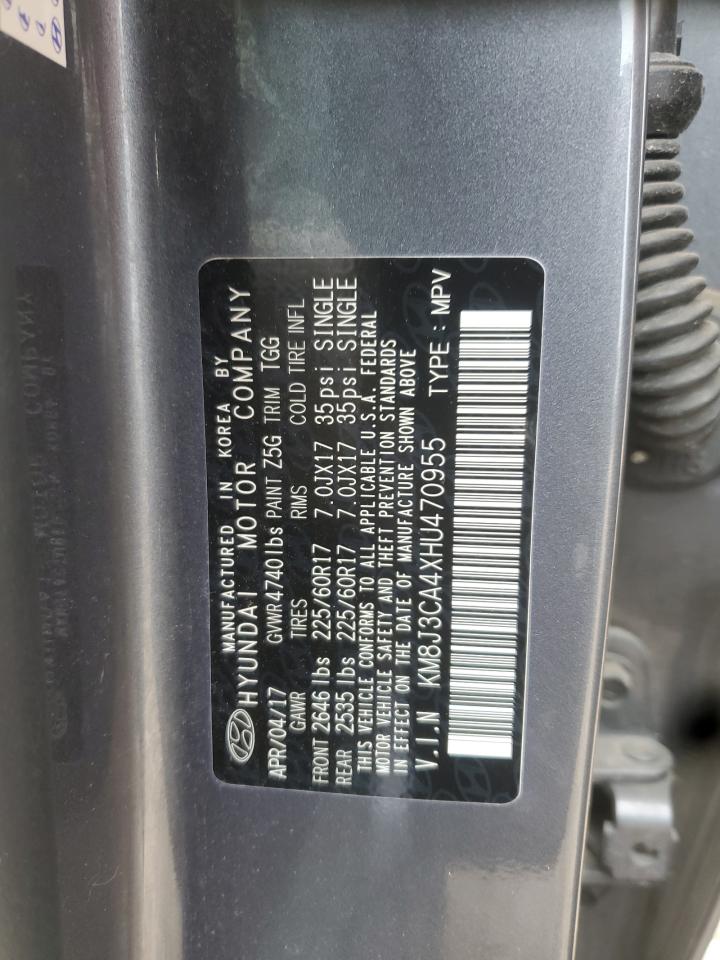 MANUFACTURED IN KOREA BY
HYUNDAI MOTOR COMPANY
APR/04/17 GVWR 4740lbs PAINT Z5G TRIM TGG
GAWR TIRES RIMS COLD TIRE INFL
FRONT 2646 lbs 225/60R17 7.0JX17 35psi SINGLE
REAR 2535 lbs 225/60R17 7.0JX17 35psi SINGLE
THIS VEHICLE CONFORMS TO ALL APPLICABLE U.S.A. FEDERAL
MOTOR VEHICLE SAFETY AND THEFT PREVENTION STANDARDS
IN EFFECT ON THE DATE OF MANUFACTURE SHOWN ABOVE
V.I.N KM8J3CA4XHU470955 TYPE : MPV